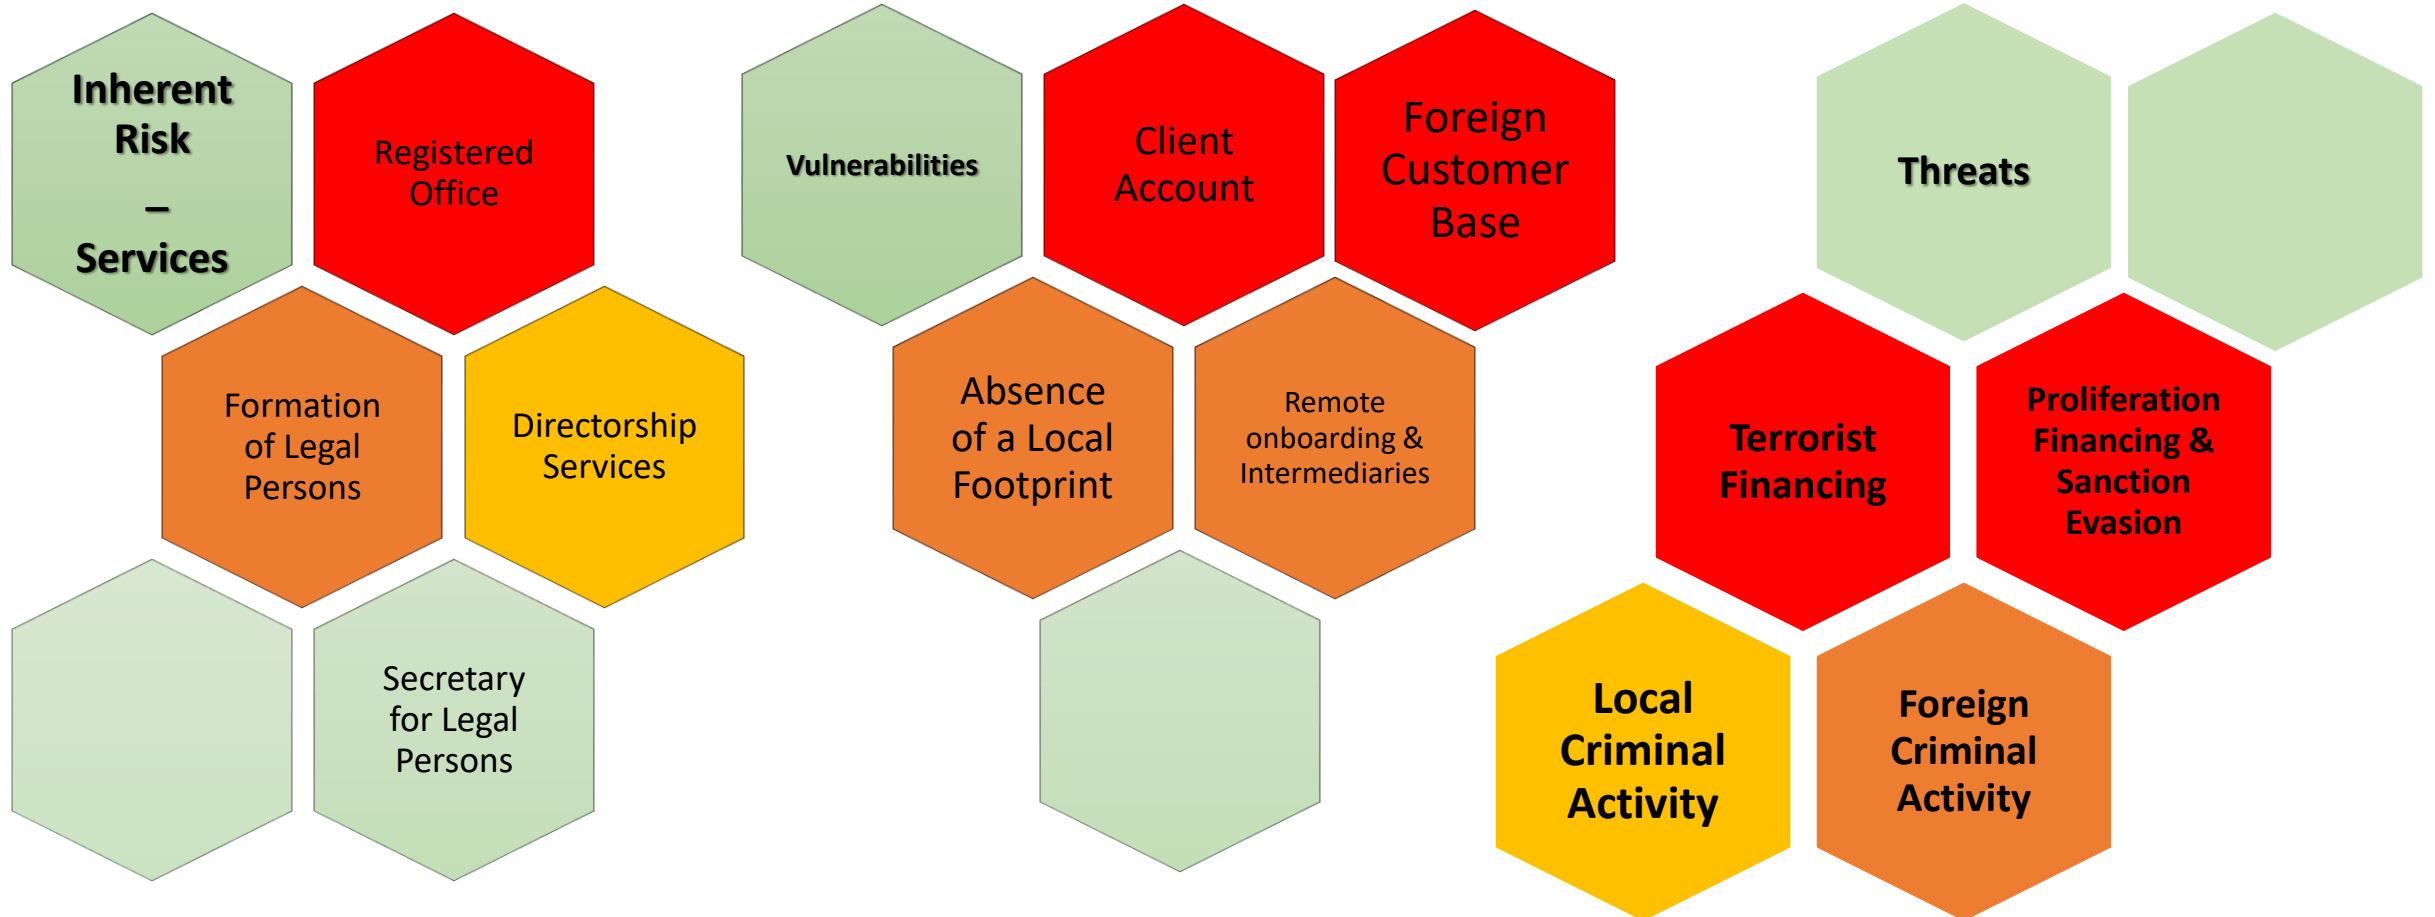 Inherent
Risk
–
Services
Registered
Office
Formation
of Legal
Persons
Directorship
Services
Secretary
for Legal
Persons
Vulnerabilities
Client
Account
Foreign
Customer
Base
Absence
of a Local
Footprint
Remote
onboarding &
Intermediaries
Threats
Terrorist
Financing
Proliferation
Financing &
Sanction
Evasion
Local
Criminal
Activity
Foreign
Criminal
Activity